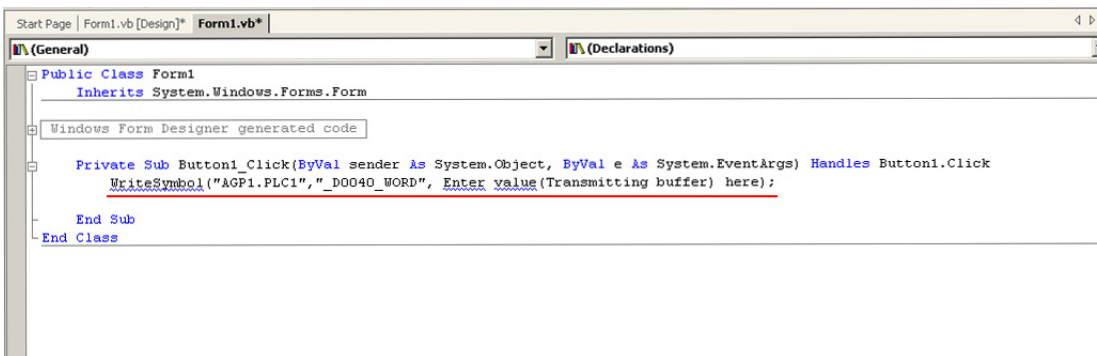 Start Page Form1.vb [Design]* Form1.vb*
(General) (Declarations)
Public Class Form1
Inherits System.Windows.Forms.Form
Windows Form Designer generated code
Private Sub Button1_Click(ByVal sender As System.Object, ByVal e As System.EventArgs) Handles Button1.Click
WriteSymbol("AGP1.PLC1","_D0040_WORD", Enter value(Transmitting buffer) here);
End Sub
End Class